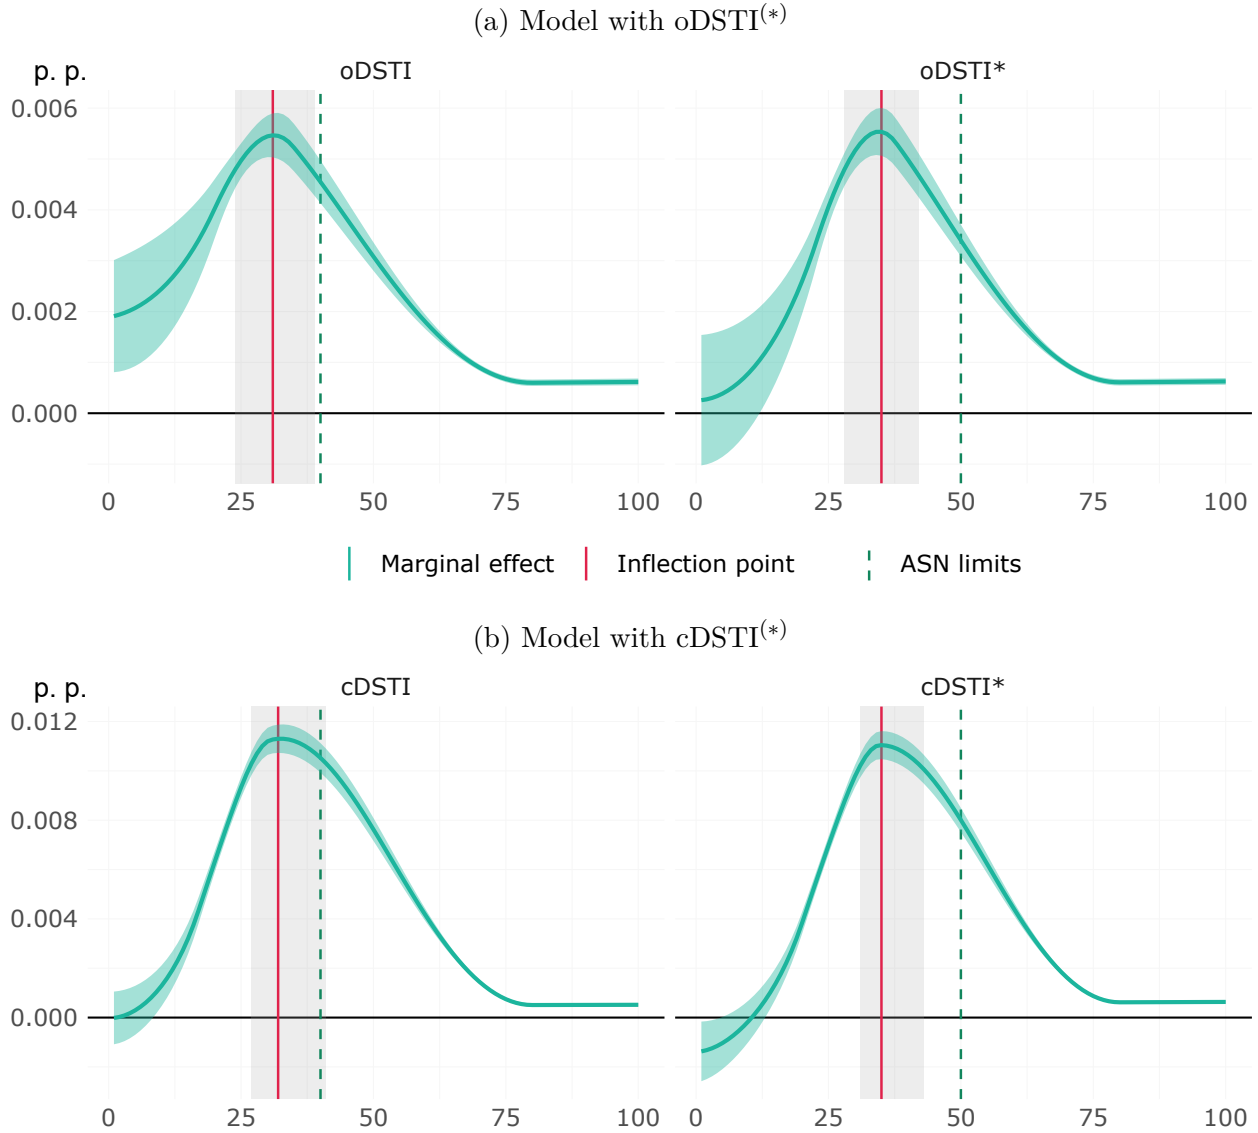 (a) Model with oDSTI(*)
p. p. oDSTI oDSTI*
0.006
0.004
0.002
0.000
0 25 50 75 100 0 25 50 75 100
Marginal effect Inflection point ASN limits
(b) Model with cDSTI(*)
p. p. cDSTI cDSTI*
0.012
0.008
0.004
0.000
0 25 50 75 100 0 25 50 75 100